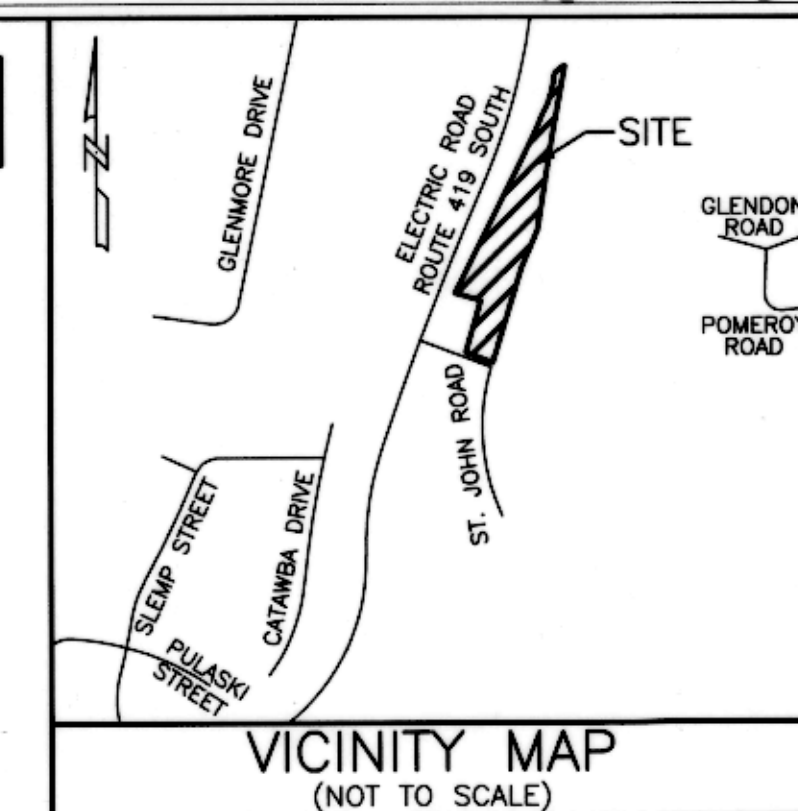 GLENMORE DRIVE
N
ELECTRIC ROAD
ROUTE 419 SOUTH
SITE
GLENDON
ROAD
POMEROY
ROAD
ST. JOHN ROAD
SLEMP STREET
CATAWBA DRIVE
PULASKI
STREET
VICINITY MAP
(NOT TO SCALE)